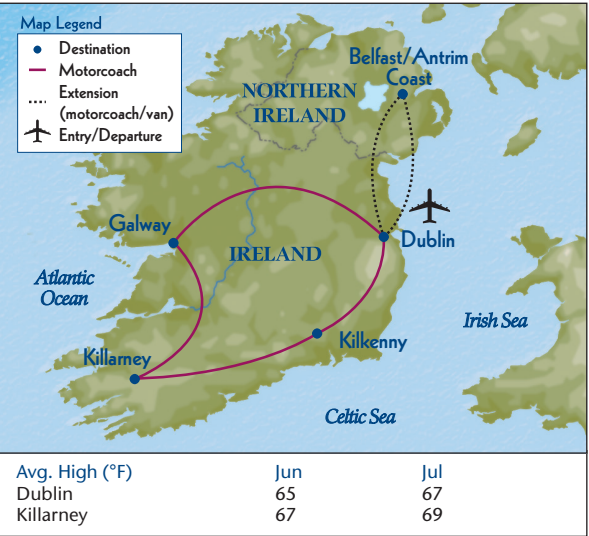 Map Legend
Destination
Motorcoach
Extension
(motorcoach/van)
Entry/Departure
Belfast/Antrim
Coast
NORTHERN
IRELAND
Galway
Dublin
IRELAND
Atlantic
Ocean
Irish Sea
Kilkenny
Killarney
Celtic Sea
Avg. High (°F) Jun Jul
Dublin 65 67
Killarney 67 69